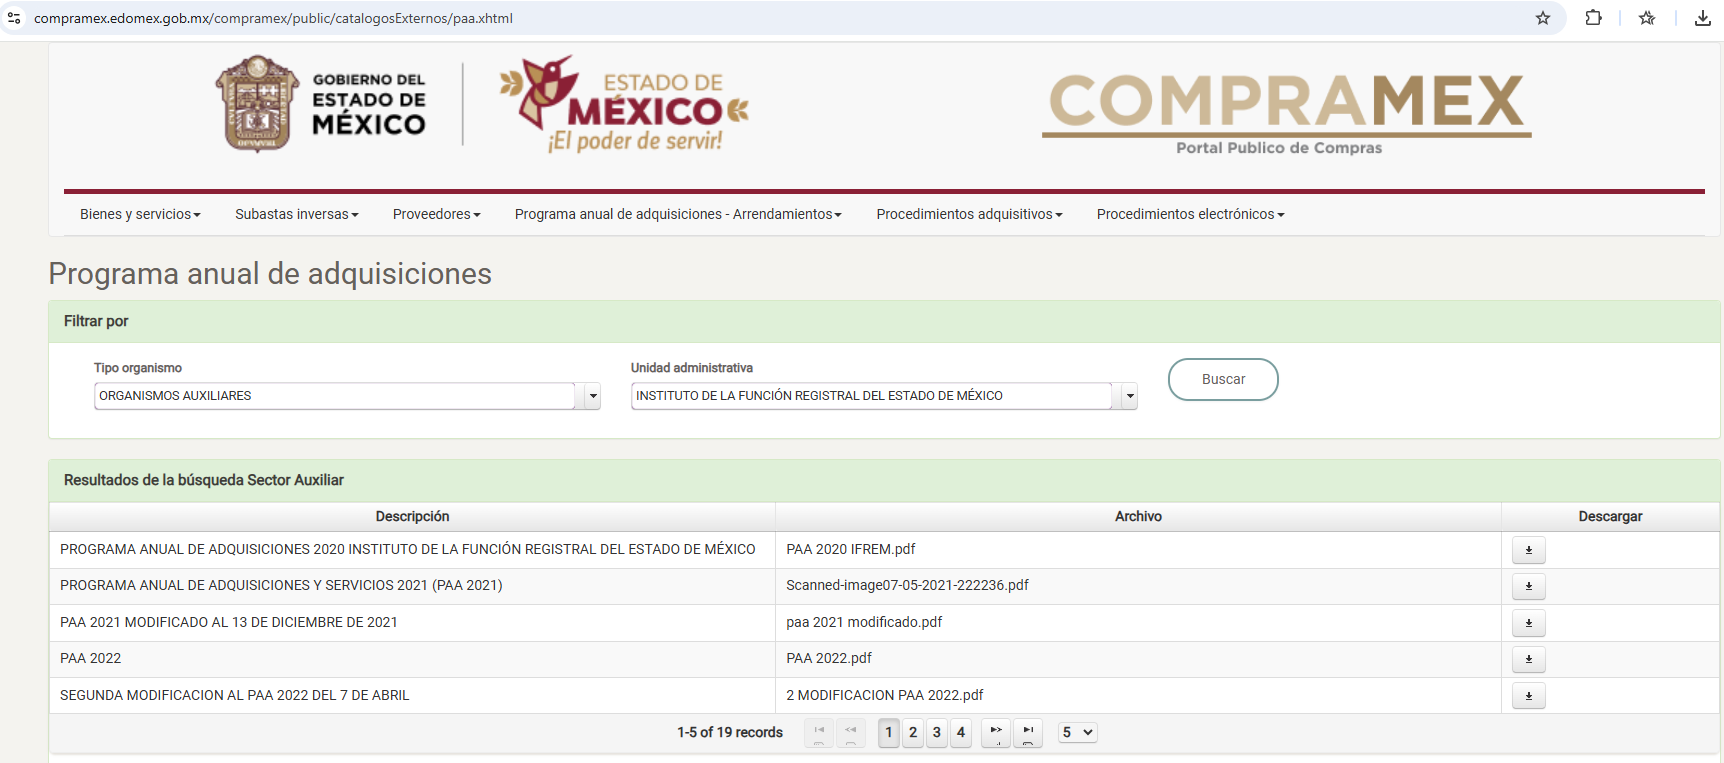 compramex.edomex.gob.mx/compramex/public/catalogosExternos/paa.xhtml
GOBIERNO DEL
ESTADO DE
MÉXICO
ESTADO DE
MÉXICO
¡El poder de servir!
COMPRAMEX
Portal Publico de Compras
Bienes y servicios Subastas inversas Proveedores Programa anual de adquisiciones - Arrendamientos Procedimientos adquisitivos Procedimientos electrónicos
Programa anual de adquisiciones
Filtrar por
Tipo organismo Unidad administrativa
ORGANISMOS AUXILIARES INSTITUTO DE LA FUNCIÓN REGISTRAL DEL ESTADO DE MÉXICO Buscar
Resultados de la búsqueda Sector Auxiliar
Descripción Archivo Descargar
PROGRAMA ANUAL DE ADQUISICIONES 2020 INSTITUTO DE LA FUNCIÓN REGISTRAL DEL ESTADO DE MÉXICO PAA 2020 IFREM.pdf
PROGRAMA ANUAL DE ADQUISICIONES Y SERVICIOS 2021 (PAA 2021) Scanned-image07-05-2021-222236.pdf
PAA 2021 MODIFICADO AL 13 DE DICIEMBRE DE 2021 paa 2021 modificado.pdf
PAA 2022 PAA 2022.pdf
SEGUNDA MODIFICACION AL PAA 2022 DEL 7 DE ABRIL 2 MODIFICACION PAA 2022.pdf
1-5 of 19 records 1 2 3 4 5